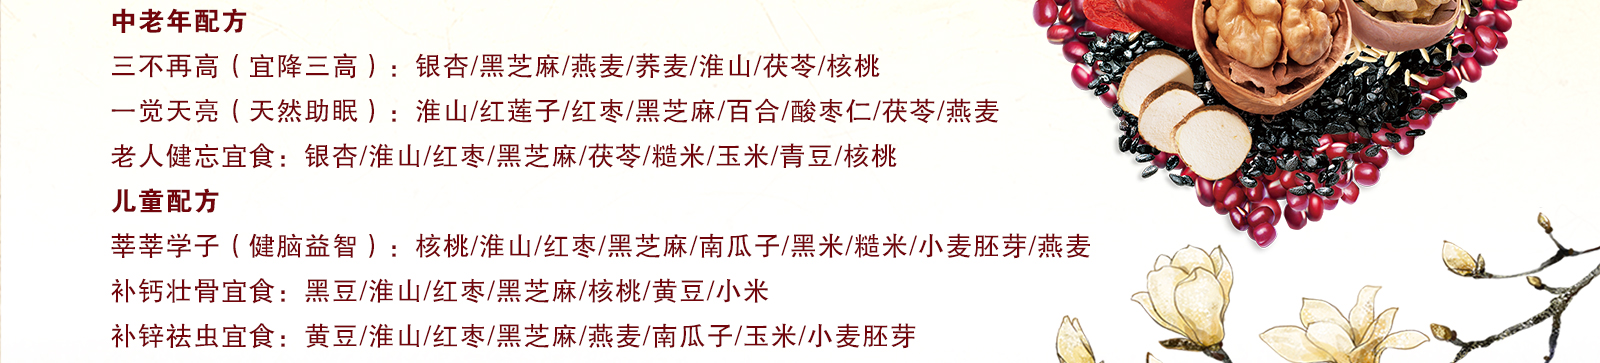 中老年配方
三不再高（宜降三高）：银杏/黑芝麻/燕麦/荞麦/淮山/茯苓/核桃
一觉天亮（天然助眠）：淮山/红莲子/红枣/黑芝麻/百合/酸枣仁/茯苓/燕麦
老人健忘宜食：银杏/淮山/红枣/黑芝麻/茯苓/糙米/玉米/青豆/核桃
儿童配方
莘莘学子（健脑益智）：核桃/淮山/红枣/黑芝麻/南瓜子/黑米/糙米/小麦胚芽/燕麦
补钙壮骨宜食：黑豆/淮山/红枣/黑芝麻/核桃/黄豆/小米
补锌祛虫宜食：黄豆/淮山/红枣/黑芝麻/燕麦/南瓜子/玉米/小麦胚芽